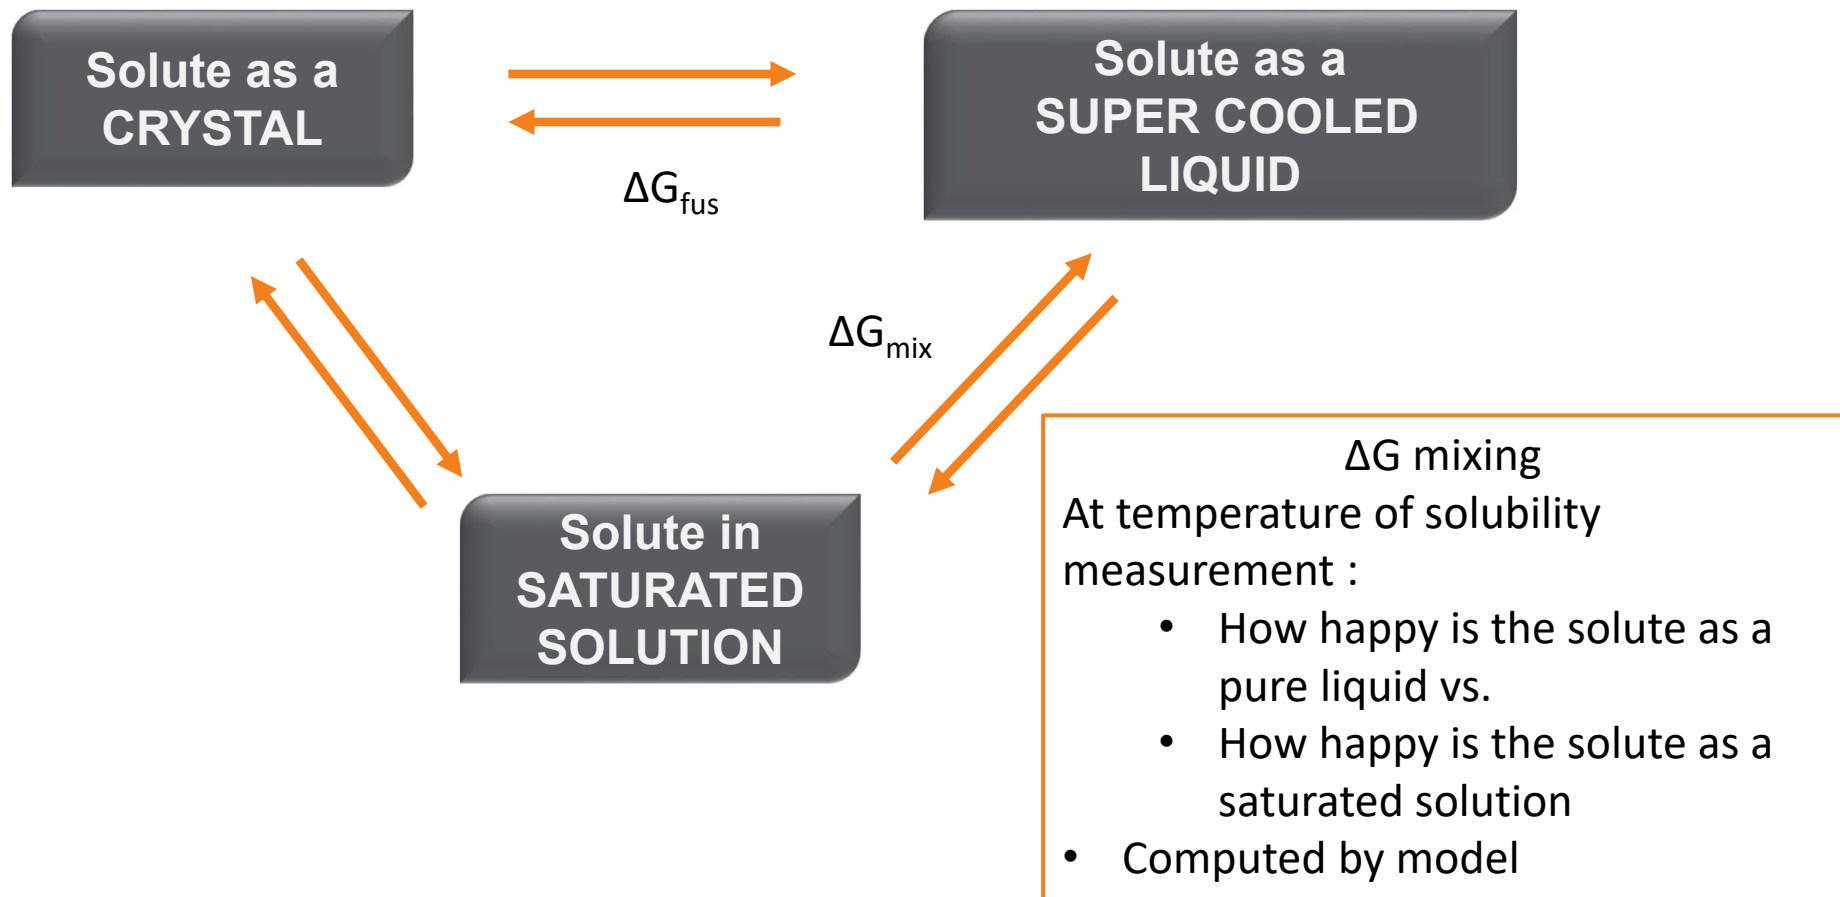 Solute as a
CRYSTAL
Solute as a
SUPER COOLED
LIQUID
ΔGfus
ΔGmix
Solute in
SATURATED
SOLUTION
ΔG mixing
At temperature of solubility
measurement :
• How happy is the solute as a
pure liquid vs.
• How happy is the solute as a
saturated solution
• Computed by model